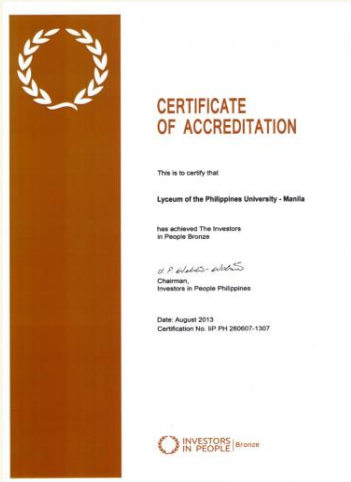 CERTIFICATE
OF ACCREDITATION
This is to certify that
Lyceum of the Philippines University - Manila
has achieved The Investors
in People Bronze
Chairman,
Investors in People Philippines
Date: August 2013
Certification No. IiP PH 280607-1307
INVESTORS
IN PEOPLE
Bronze